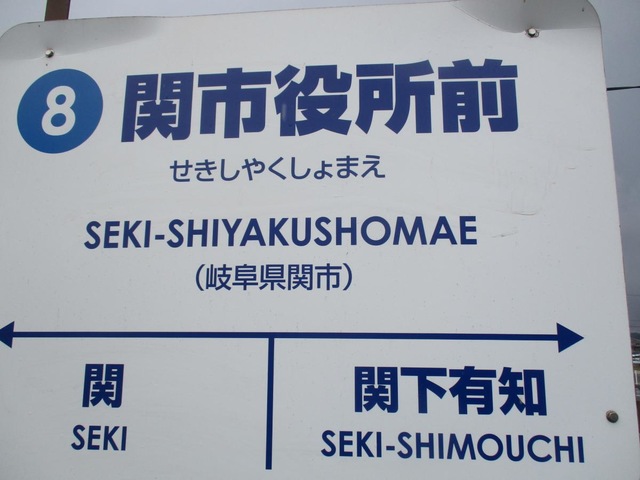 8 関市役所前
せきしやくしょまえ
SEKI-SHIYAKUSHOMAE
（岐阜県関市）
関 関下有知
SEKI SEKI-SHIMOUCHI